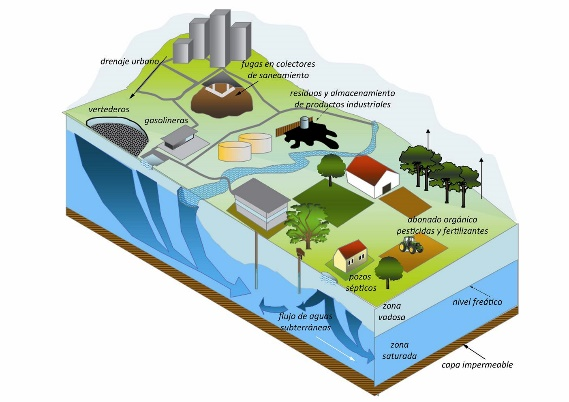 drenaje urbano
fugas en colectores
de saneamiento
residuos y almacenamiento
de productos industriales
vertederas
gasolineras
abonado orgánico
pesticidas y fertilizantes
pozos
sépticos
nivel freático
zona
vadosa
flujo de aguas
subterráneas
zona
saturada
capa impermeable